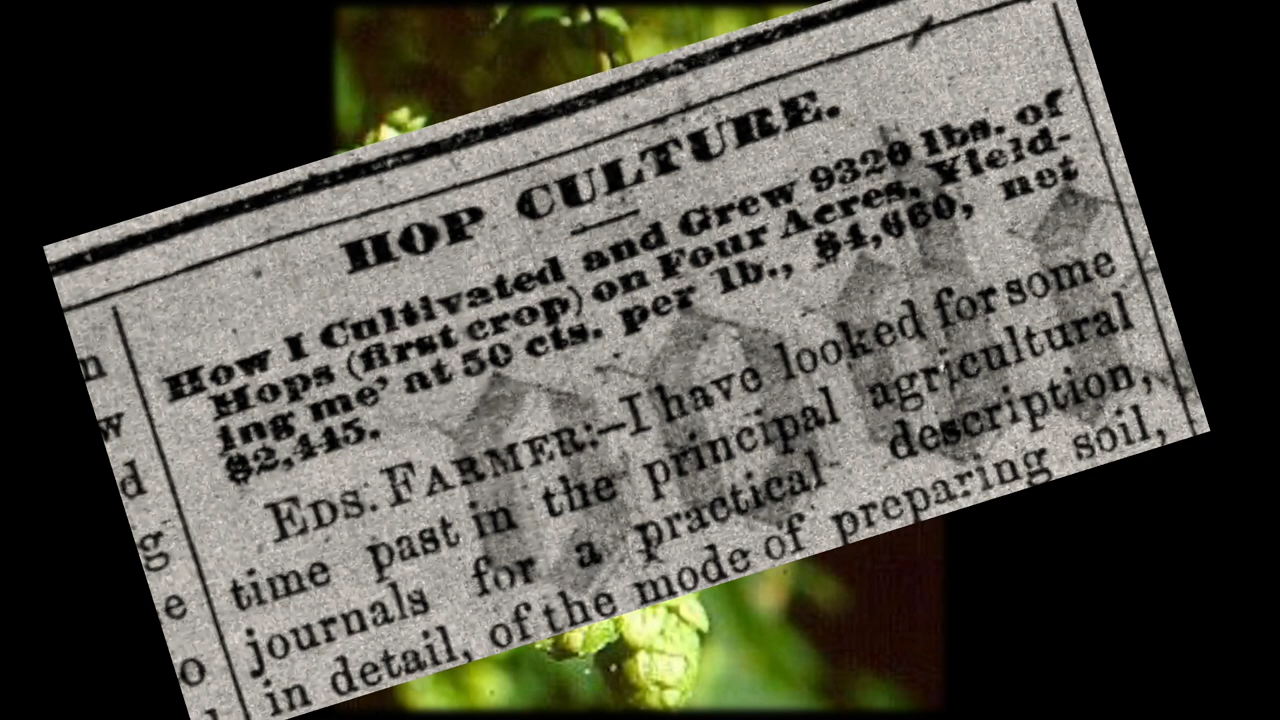 n
w
d
g
e
o
HOP CULTURE.
How I Cultivated and Grew 9320 lbs. of
Hops (first crop) on Four Acres, Yield-
ing me' at 50 cts. per lb., $4,660, net
$2,445.
EDS. FARMER:–I have looked for some
time past in the principal agricultural
journals for a practical description,
in detail, of the mode of preparing soil,